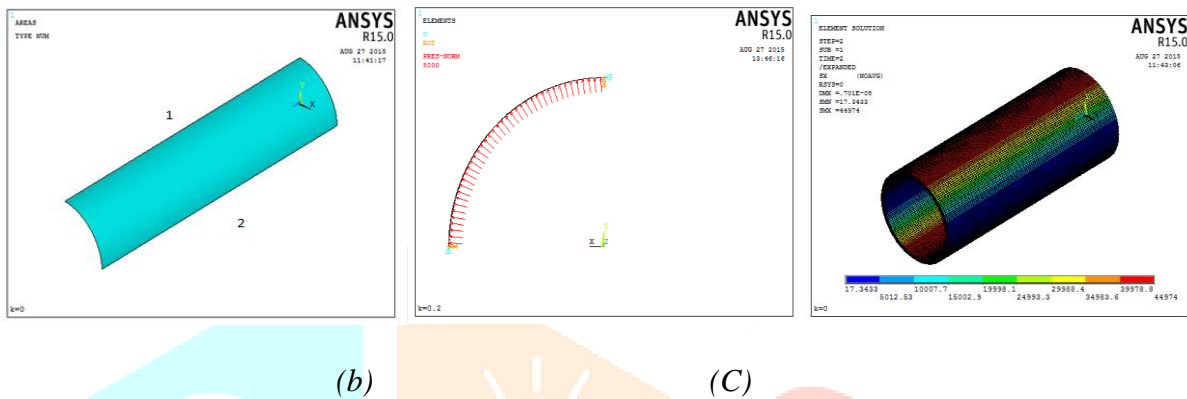 1
AREAS
TYPE NUM
ANSYS
R15.0
AUG 27 2015
11:41:17
1
2
Y
X
k=0
1
ELEMENTS
ROT
PRES-NORM
5000
ANSYS
R15.0
AUG 27 2015
13:46:16
Y
X Z
k=0.2
1
ELEMENT SOLUTION
STEP=2
SUB =1
TIME=2
/EXPANDED
SX (NOAVG)
RSYS=0
DMX =.701E-05
SMN =17.3433
SMX =44974
ANSYS
R15.0
AUG 27 2015
11:43:06
17.3433 10007.7 19998.1 29988.4 39978.8
5012.53 15002.9 24993.3 34983.6 44974
k=0
(b) (C)